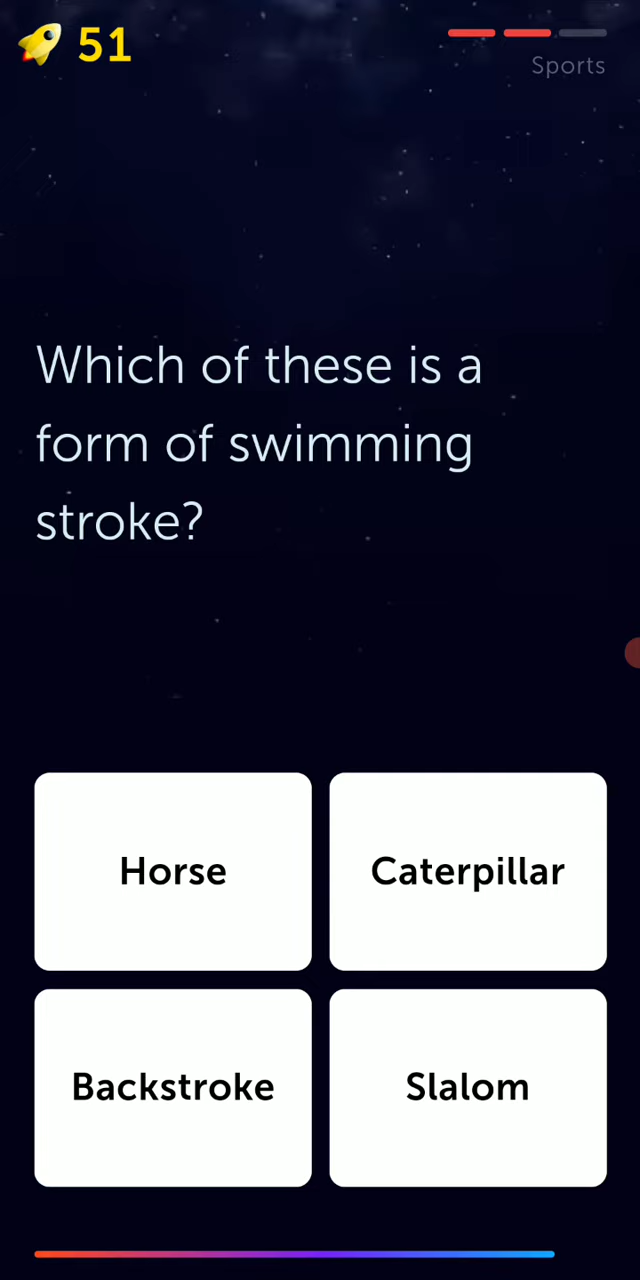 51
Sports
Which of these is a
form of swimming
stroke?
Horse
Caterpillar
Backstroke
Slalom